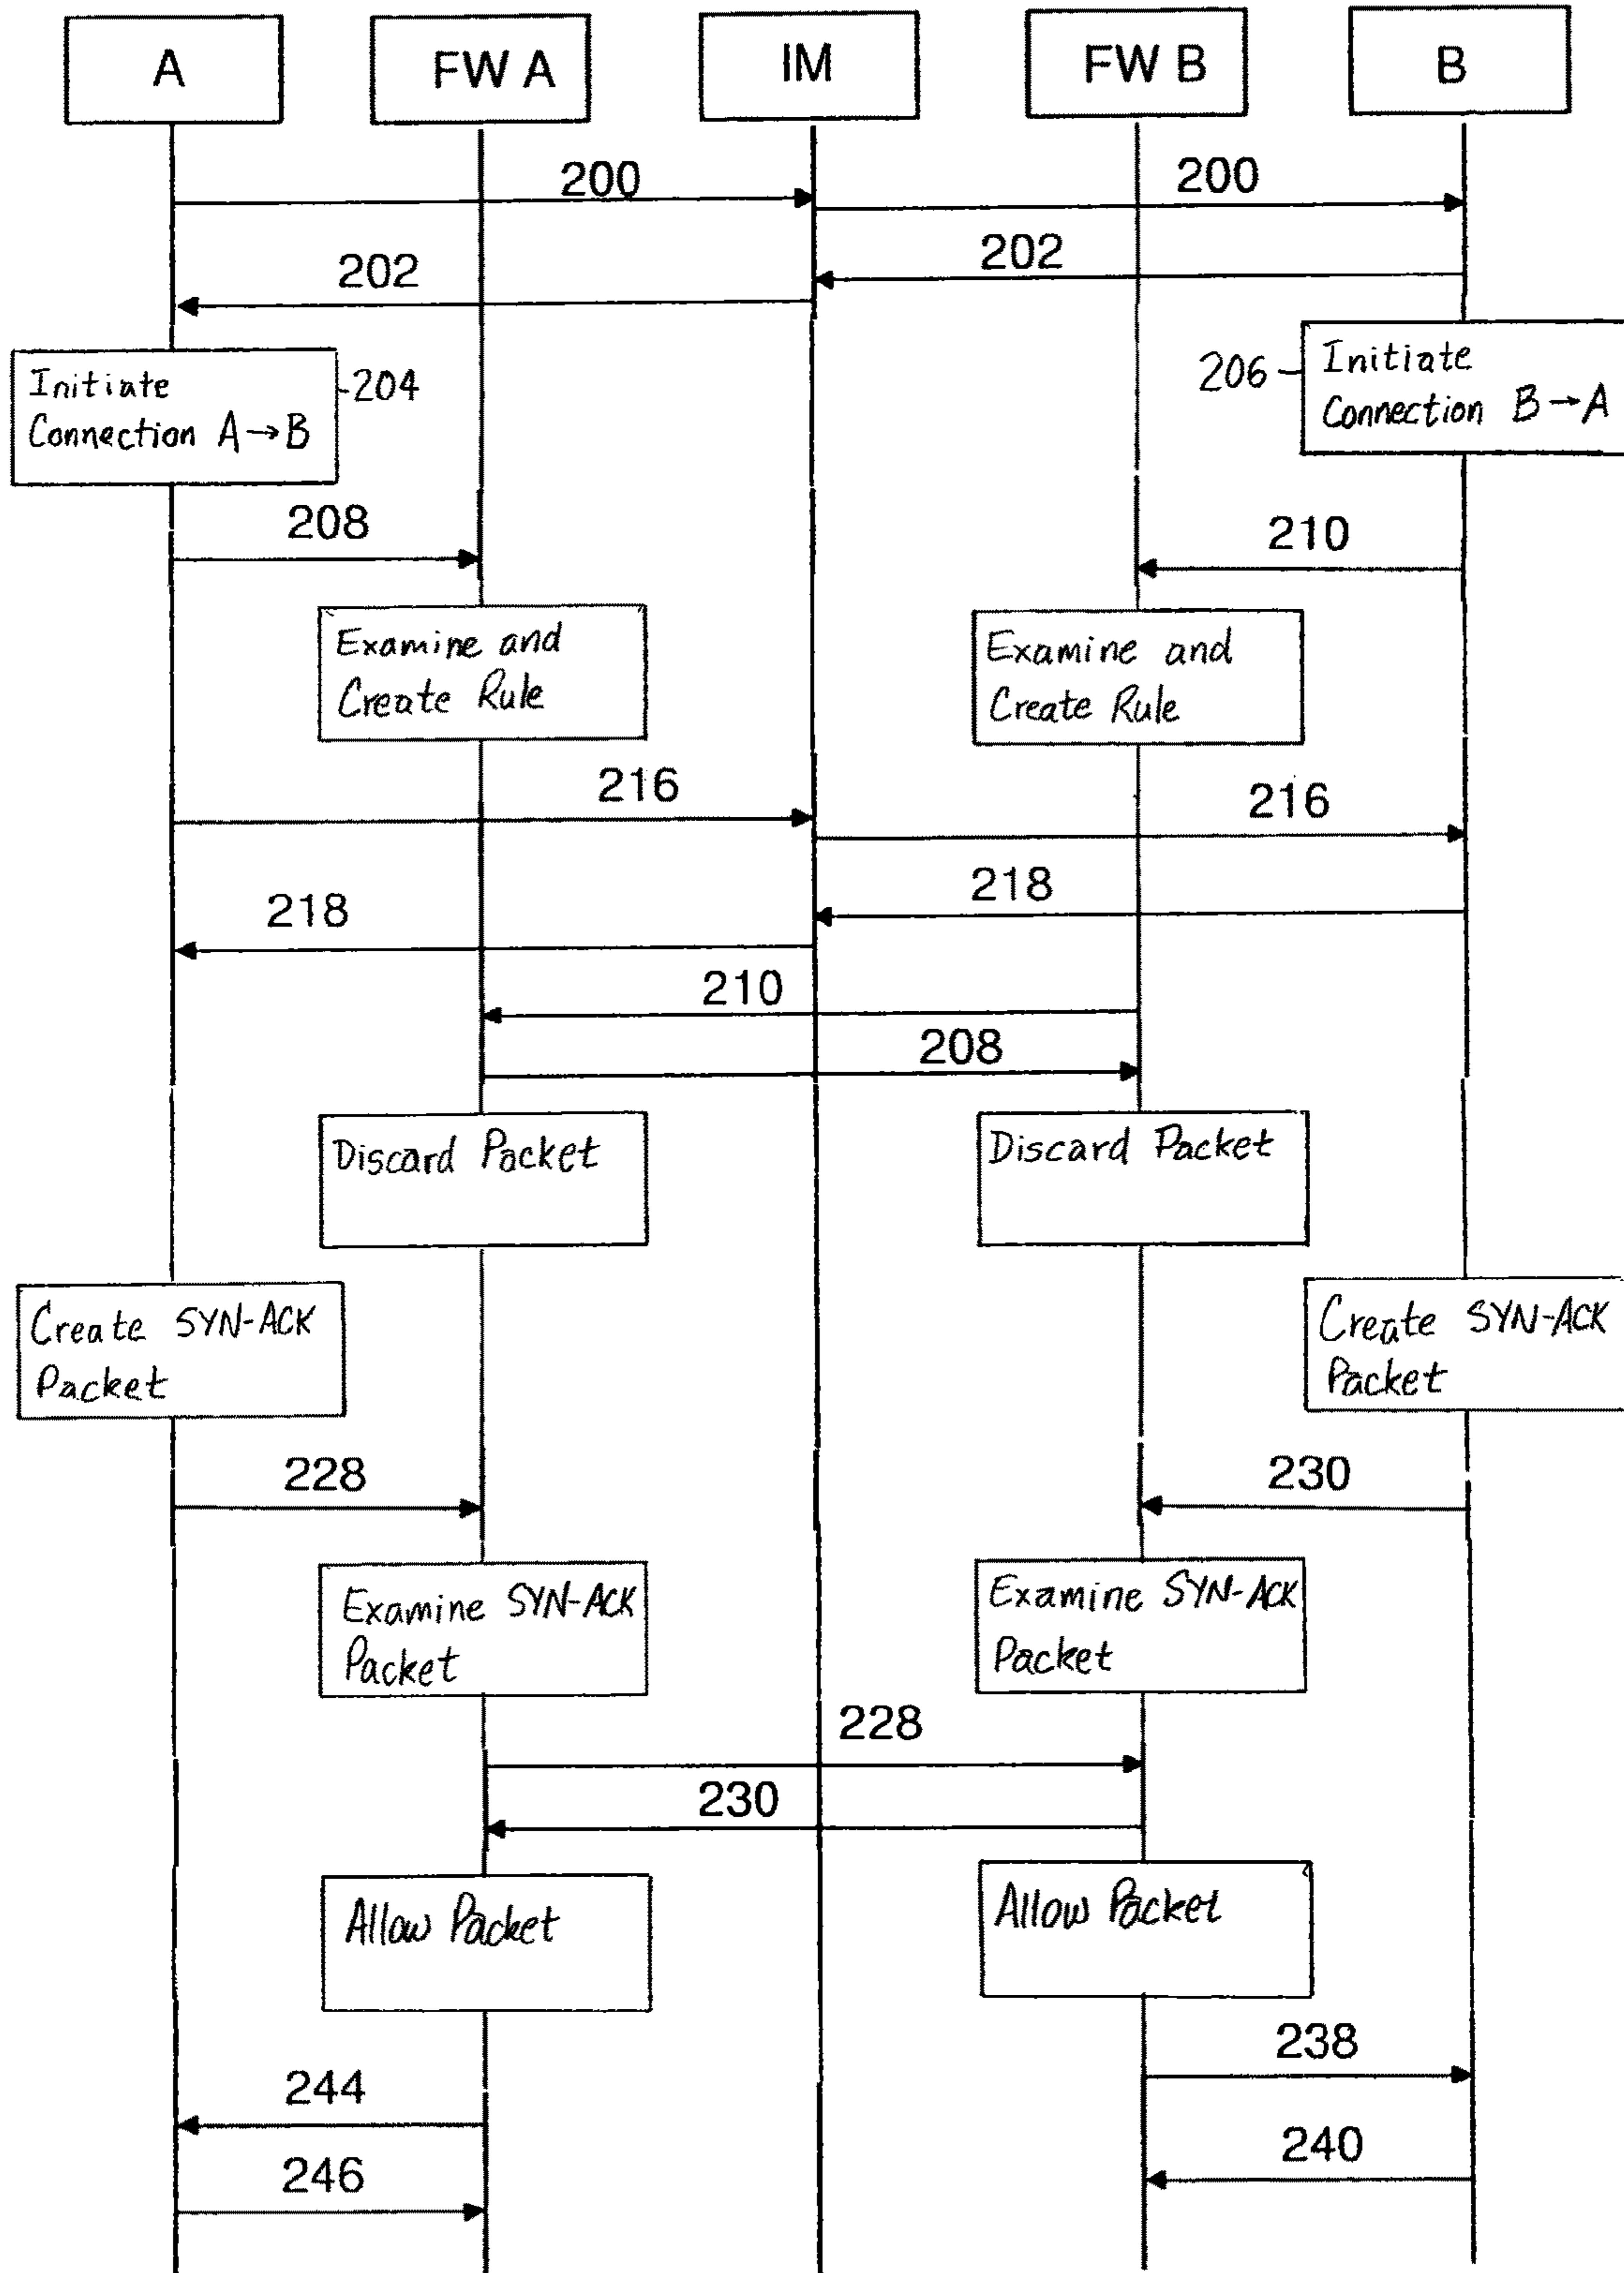 A
FW A
IM
FW B
B
200
200
202
202
Initiate
Connection A→B
204
206
Initiate
Connection B→A
208
210
Examine and
Create Rule
Examine and
Create Rule
216
216
218
218
210
208
Discard Packet
Discard Packet
Create SYN-ACK
Packet
Create SYN-ACK
Packet
228
230
Examine SYN-ACK
Packet
Examine SYN-ACK
Packet
228
230
Allow Packet
Allow Packet
238
244
240
246